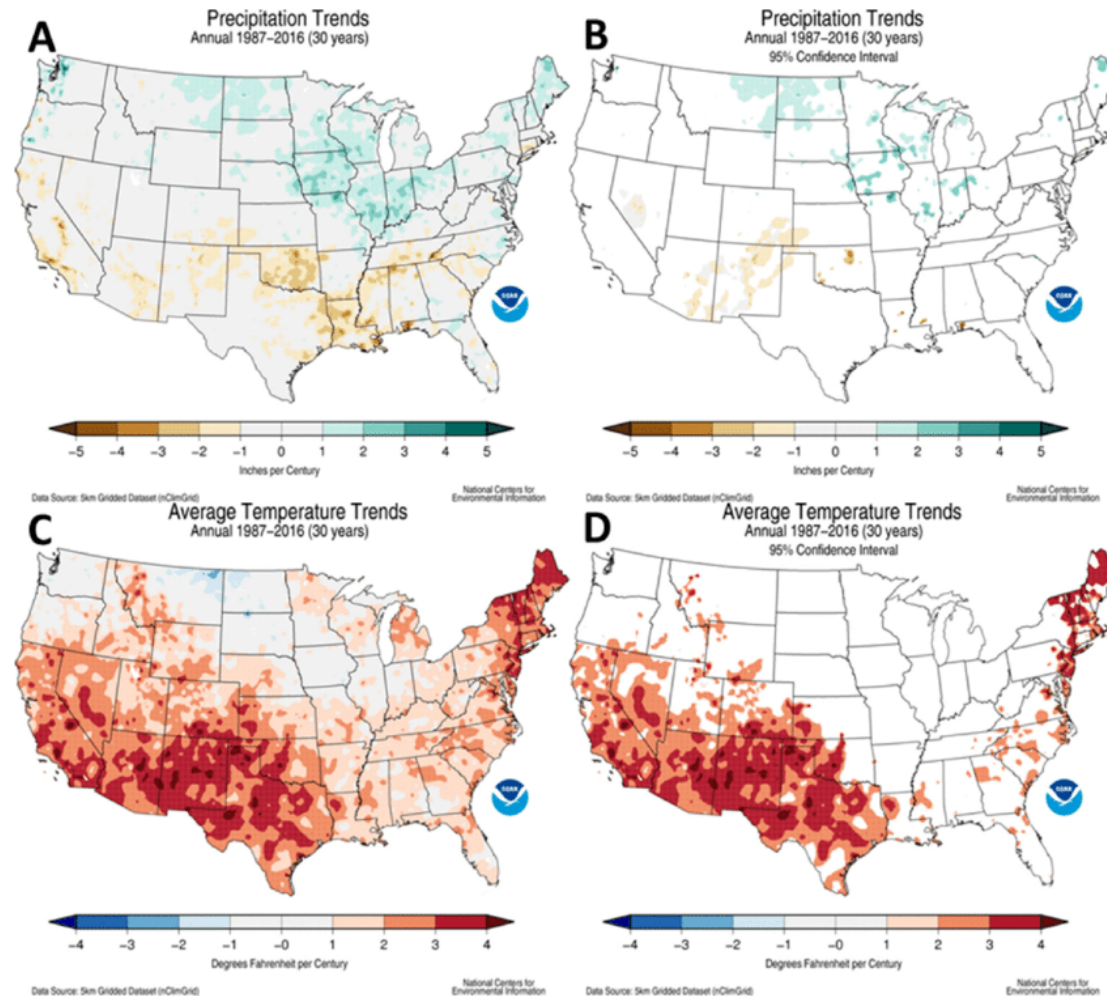 A
Precipitation Trends
Annual 1987-2016 (30 years)
-5 -4 -3 -2 -1 0 1 2 3 4 5
Inches per Century
Data Source: 5km Gridded Dataset (nClimGrid)
National Centers for
Environmental Information
B
Precipitation Trends
Annual 1987-2016 (30 years)
95% Confidence Interval
-5 -4 -3 -2 -1 0 1 2 3 4 5
Inches per Century
Data Source: 5km Gridded Dataset (nClimGrid)
National Centers for
Environmental Information
C
Average Temperature Trends
Annual 1987-2016 (30 years)
-4 -3 -2 -1 -0 1 2 3 4
Degrees Fahrenheit per Century
Data Source: 5km Gridded Dataset (nClimGrid)
National Centers for
Environmental Information
D
Average Temperature Trends
Annual 1987-2016 (30 years)
95% Confidence Interval
-4 -3 -2 -1 -0 1 2 3 4
Degrees Fahrenheit per Century
Data Source: 5km Gridded Dataset (nClimGrid)
National Centers for
Environmental Information